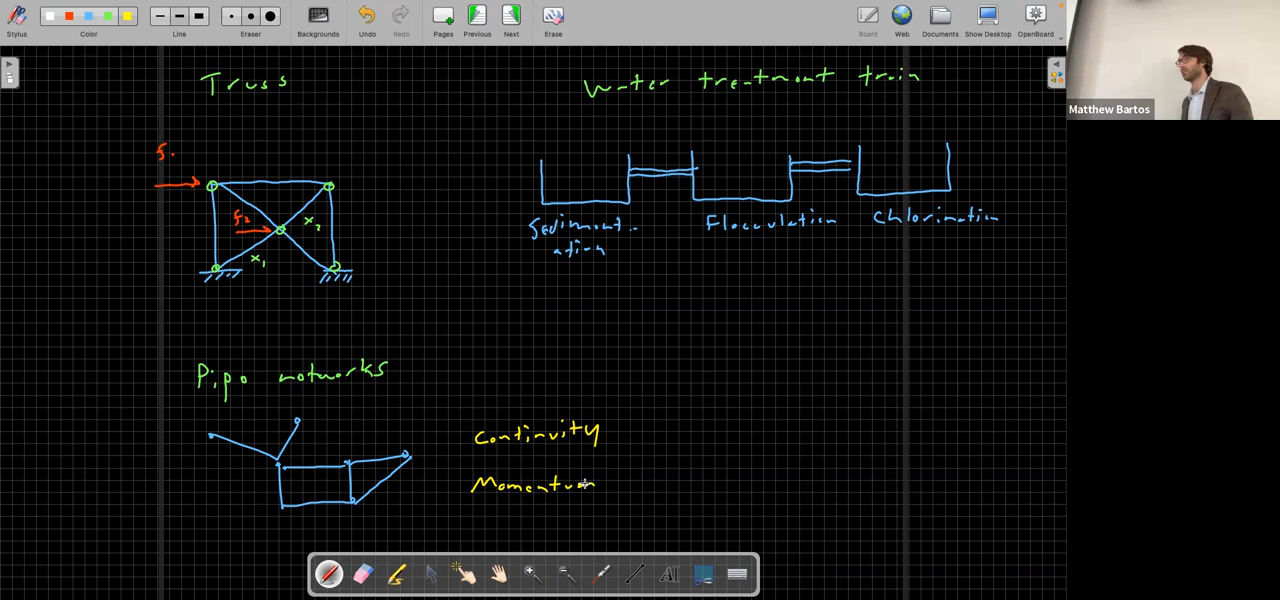 Stylus
Color
Line
Eraser
Backgrounds
Undo
Redo
Pages
Previous
Next
Erase
Board
Web
Documents
Show Desktop
OpenBoard
Matthew Bartos
Truss
Water treatment train
f.
f2
x2
x1
Sediment-
ation
Flocculation
Chlorination
Pipe networks
Continuity
Momentum
AI